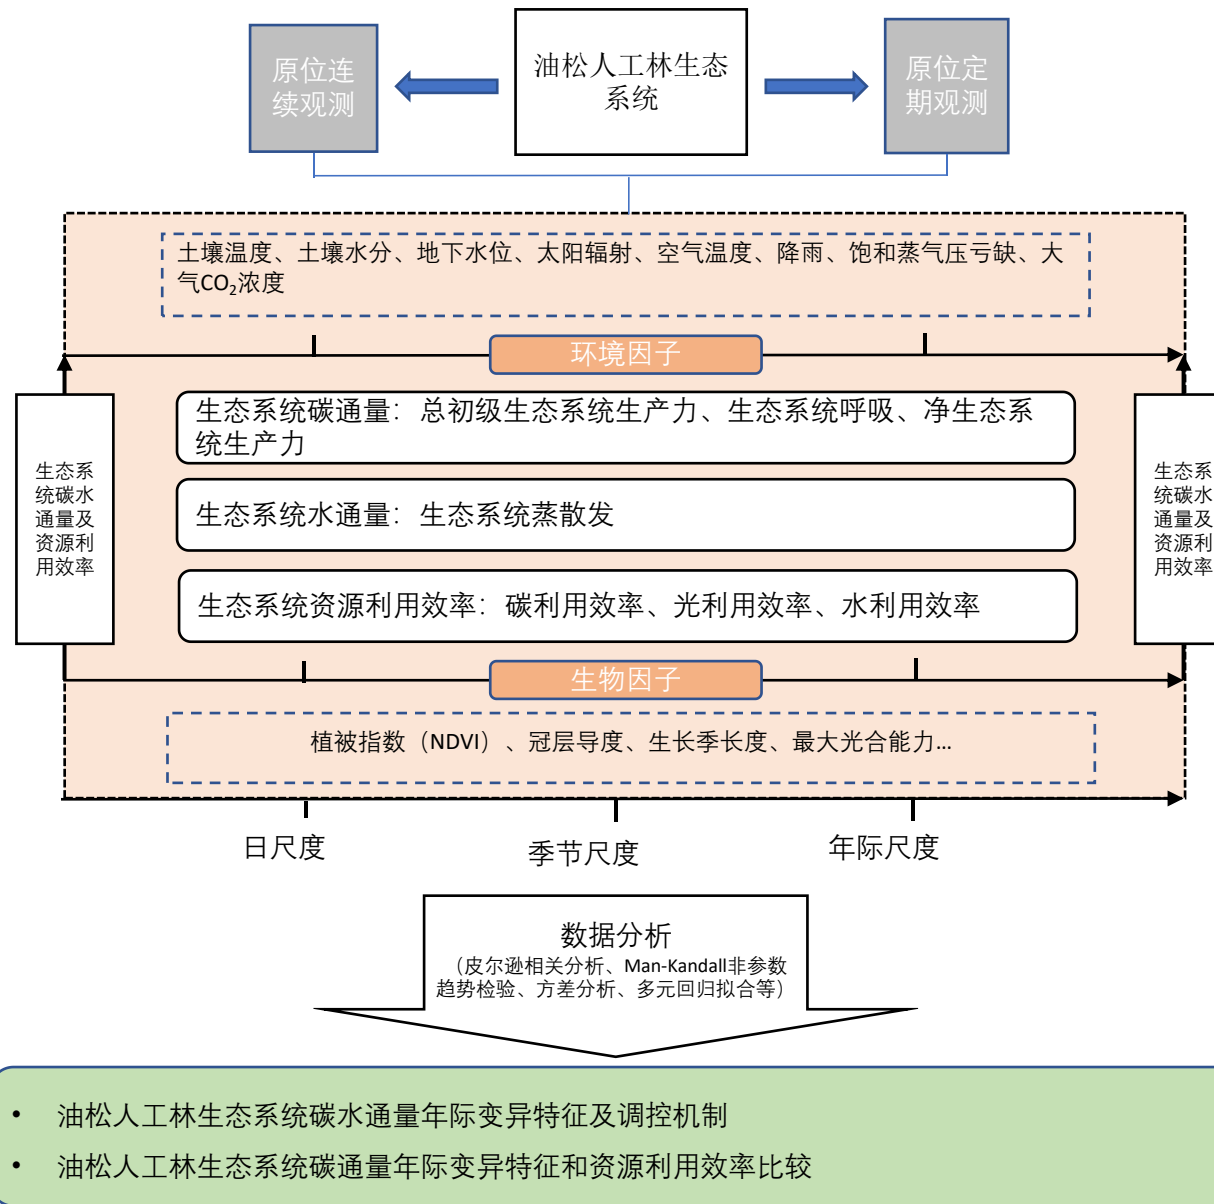 原位连
续观测
油松人工林生态
系统
原位定
期观测
土壤温度、土壤水分、地下水位、太阳辐射、空气温度、降雨、饱和蒸气压亏缺、大
气CO₂浓度
环境因子
生态系
统碳水
通量及
资源利
用效率
生态系统碳通量：总初级生态系统生产力、生态系统呼吸、净生态系
统生产力
生态系统水通量：生态系统蒸散发
生态系统资源利用效率：碳利用效率、光利用效率、水利用效率
生态系
统碳水
通量及
资源利
用效率
生物因子
植被指数（NDVI）、冠层导度、生长季长度、最大光合能力...
日尺度
季节尺度
年际尺度
数据分析
（皮尔逊相关分析、Man-Kandall非参数
趋势检验、方差分析、多元回归拟合等）
• 油松人工林生态系统碳水通量年际变异特征及调控机制
• 油松人工林生态系统碳通量年际变异特征和资源利用效率比较